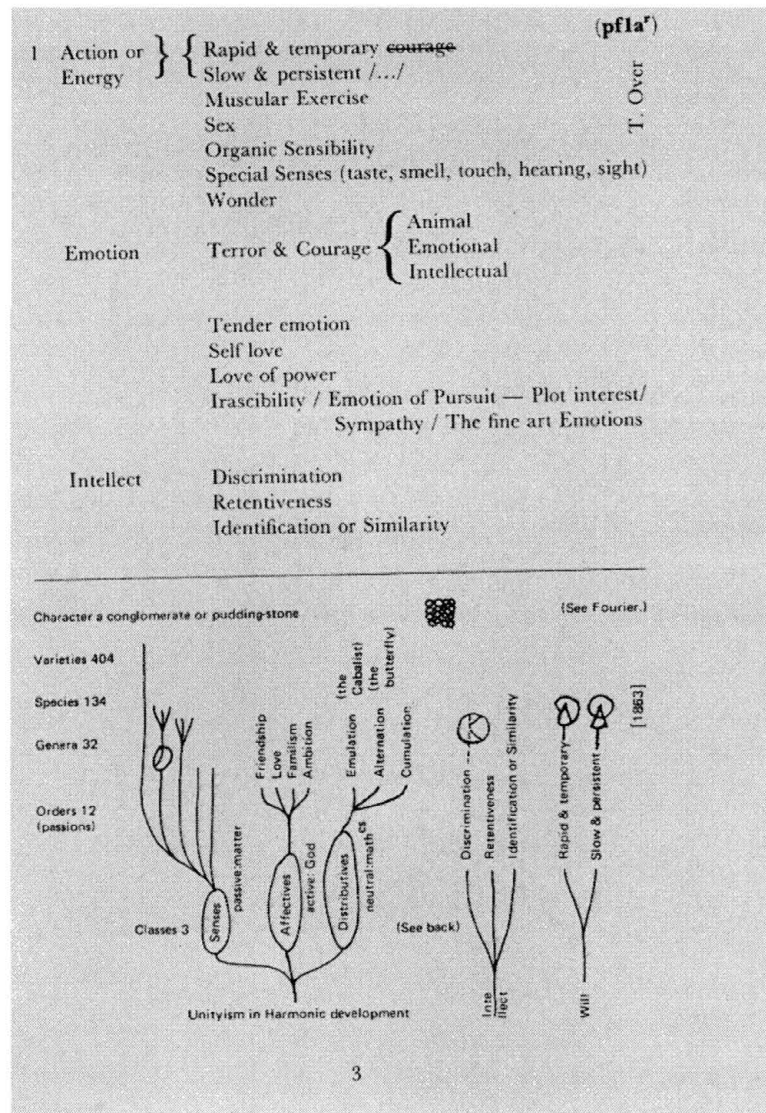 (pf1aʳ)
1 Action or } { Rapid & temporary courage
Energy Slow & persistent /.../
Muscular Exercise
T. Over
Sex
Organic Sensibility
Special Senses (taste, smell, touch, hearing, sight)
Wonder
Animal
Emotion Terror & Courage { Emotional
Intellectual
Tender emotion
Self love
Love of power
Irascibility / Emotion of Pursuit — Plot interest/
Sympathy / The fine art Emotions
Intellect Discrimination
Retentiveness
Identification or Similarity
Character a conglomerate or pudding-stone
(See Fourier.)
Varieties 404
Species 134
Genera 32
Orders 12
(passions)
Classes 3
Senses
passive:matter
Friendship
Love
Familism
Ambition
Affectives
active: God
(the Cabalist)
(the butterfly)
Emulation
Alternation
Cumulation
Distributives
neutral:mathcs
(See back)
Discrimination
Retentiveness
Identification or Similarity
Rapid & temporary
Slow & persistent
[1863]
Unityism in Harmonic development
Inte
llect
Will
3